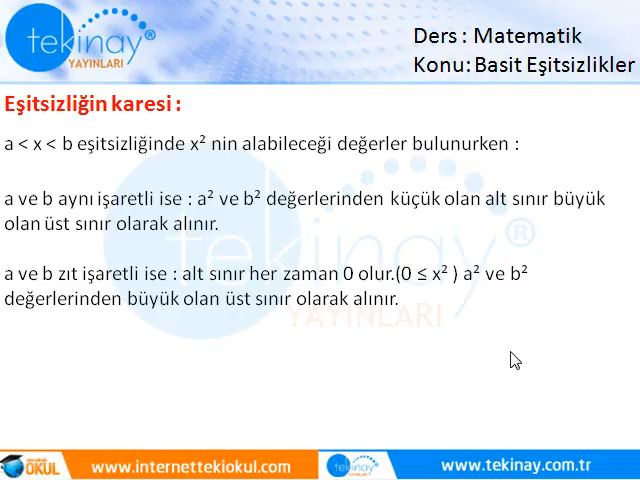 tekinay®
YAYINLARI
Ders : Matematik
Konu: Basit Eşitsizlikler
Eşitsizliğin karesi :
a < x < b eşitsizliğinde x² nin alabileceği değerler bulunurken :
a ve b aynı işaretli ise : a² ve b² değerlerinden küçük olan alt sınır büyük
olan üst sınır olarak alınır.
a ve b zıt işaretli ise : alt sınır her zaman 0 olur.(0 ≤ x² ) a² ve b²
değerlerinden büyük olan üst sınır olarak alınır.
tekinay®
YAYINLARI
OKUL
www.internettekiokul.com
tekinay
www.tekinay.com.tr